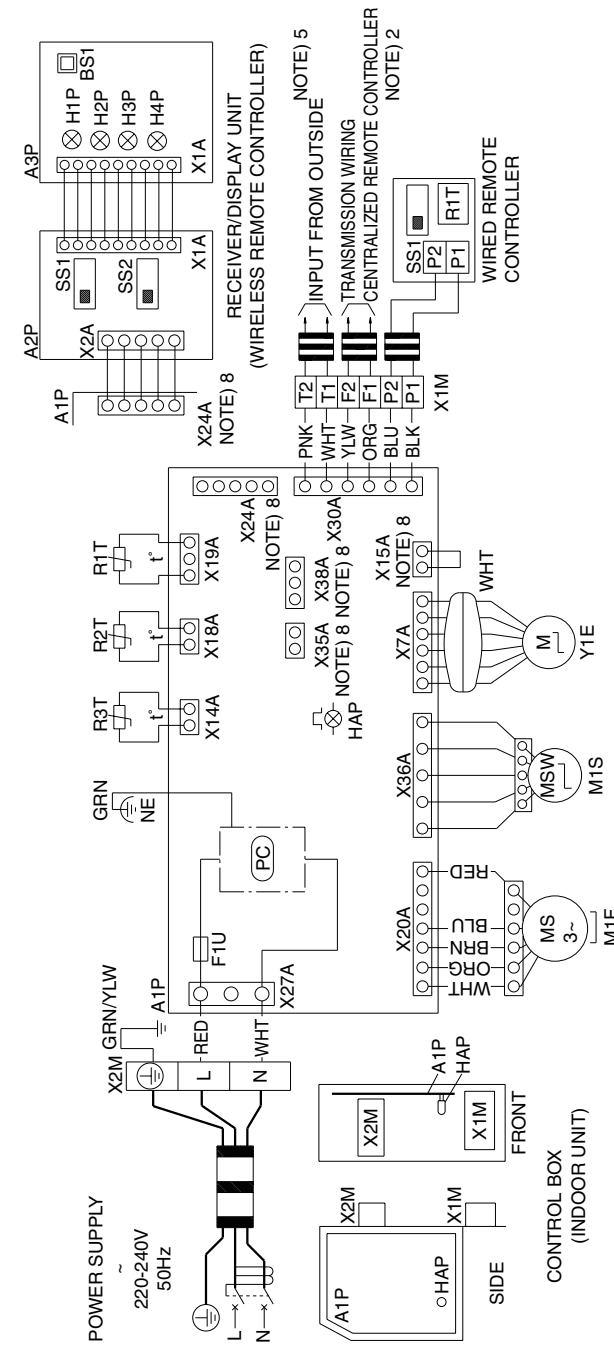 POWER SUPPLY
~
220-240V
50Hz
L
N
X2M
L
N
GRN/YLW
A1P
RED
WHT
X27A
F1U
PC
GRN
NE
R3T
t°
X14A
R2T
t°
X18A
R1T
t°
X19A
HAP
X35A
NOTE) 8
X38A
NOTE) 8
X24A
NOTE) 8
X30A
X15A
NOTE) 8
X20A
WHT
ORG
BRN
BLU
RED
MS
3~
M1F
X36A
MSW
M1S
X7A
WHT
M
Y1E
PNK
WHT
YLW
ORG
BLU
BLK
T2
T1
F2
F1
P2
P1
X1M
INPUT FROM OUTSIDE
NOTE) 5
TRANSMISSION WIRING
CENTRALIZED REMOTE CONTROLLER
NOTE) 2
SS1
P2
P1
R1T
WIRED REMOTE
CONTROLLER
A1P
X24A
NOTE) 8
A2P
X2A
SS1
SS2
X1A
A3P
BS1
H1P
H2P
H3P
H4P
X1A
RECEIVER/DISPLAY UNIT
(WIRELESS REMOTE CONTROLLER)
A1P
HAP
X2M
X1M
SIDE
X2M
X1M
A1P
HAP
FRONT
CONTROL BOX
(INDOOR UNIT)